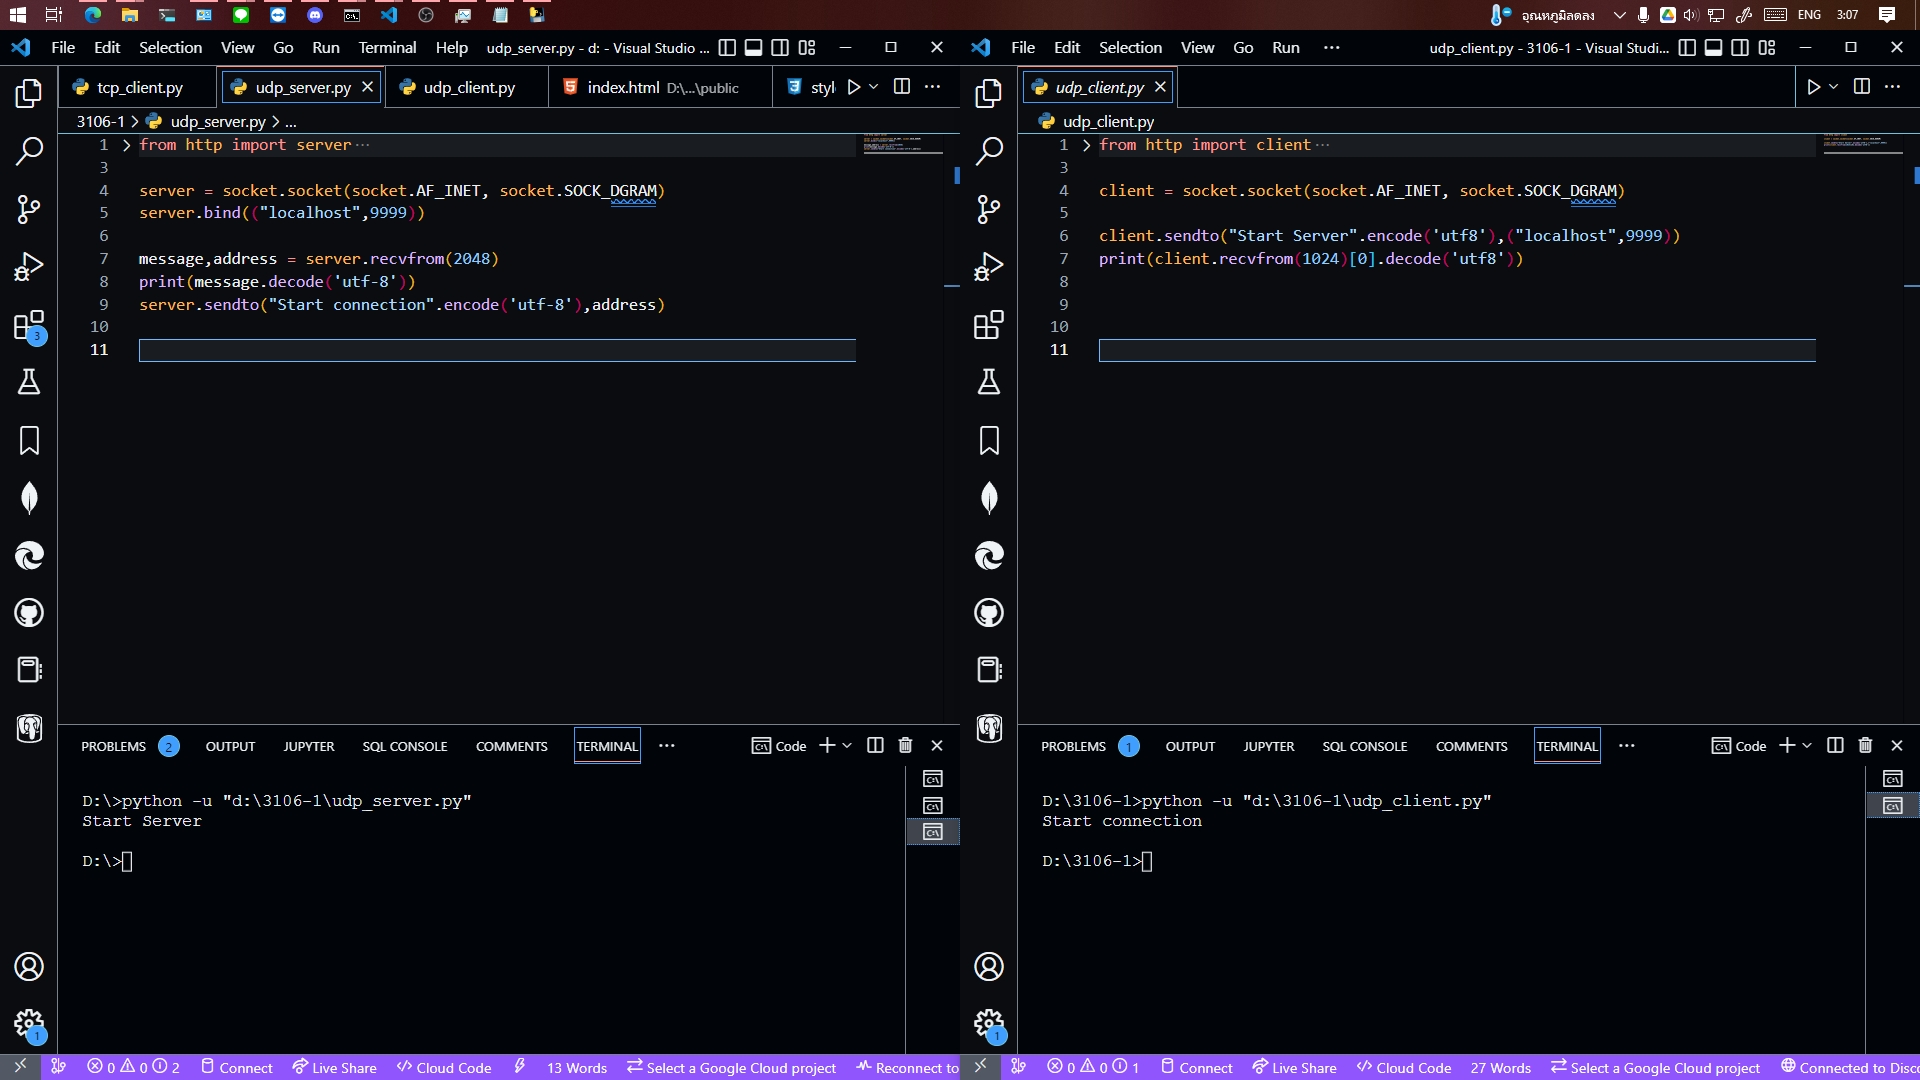 อุณหภูมิลดลง
ENG
3:07
File Edit Selection View Go Run Terminal Help
udp_server.py - d: - Visual Studio ...
tcp_client.py
udp_server.py
udp_client.py
index.html D:\...\public
styl
3106-1 > udp_server.py > ...
1 from http import server ...
3
4 server = socket.socket(socket.AF_INET, socket.SOCK_DGRAM)
5 server.bind(("localhost",9999))
6
7 message,address = server.recvfrom(2048)
8 print(message.decode('utf-8'))
9 server.sendto("Start connection".encode('utf-8'),address)
10
11
3
PROBLEMS 2 OUTPUT JUPYTER SQL CONSOLE COMMENTS TERMINAL ...
Code
D:\>python -u "d:\3106-1\udp_server.py"
Start Server
D:\>
1
0 0 2 Connect Live Share Cloud Code 13 Words Select a Google Cloud project Reconnect to
File Edit Selection View Go Run ...
udp_client.py - 3106-1 - Visual Studi...
udp_client.py
udp_client.py
1 from http import client ...
3
4 client = socket.socket(socket.AF_INET, socket.SOCK_DGRAM)
5
6 client.sendto("Start Server".encode('utf8'),("localhost",9999))
7 print(client.recvfrom(1024)[0].decode('utf8'))
8
9
10
11
PROBLEMS 1 OUTPUT JUPYTER SQL CONSOLE COMMENTS TERMINAL ...
Code
D:\3106-1>python -u "d:\3106-1\udp_client.py"
Start connection
D:\3106-1>
1
0 0 1 Connect Live Share Cloud Code 27 Words Select a Google Cloud project Connected to Disco